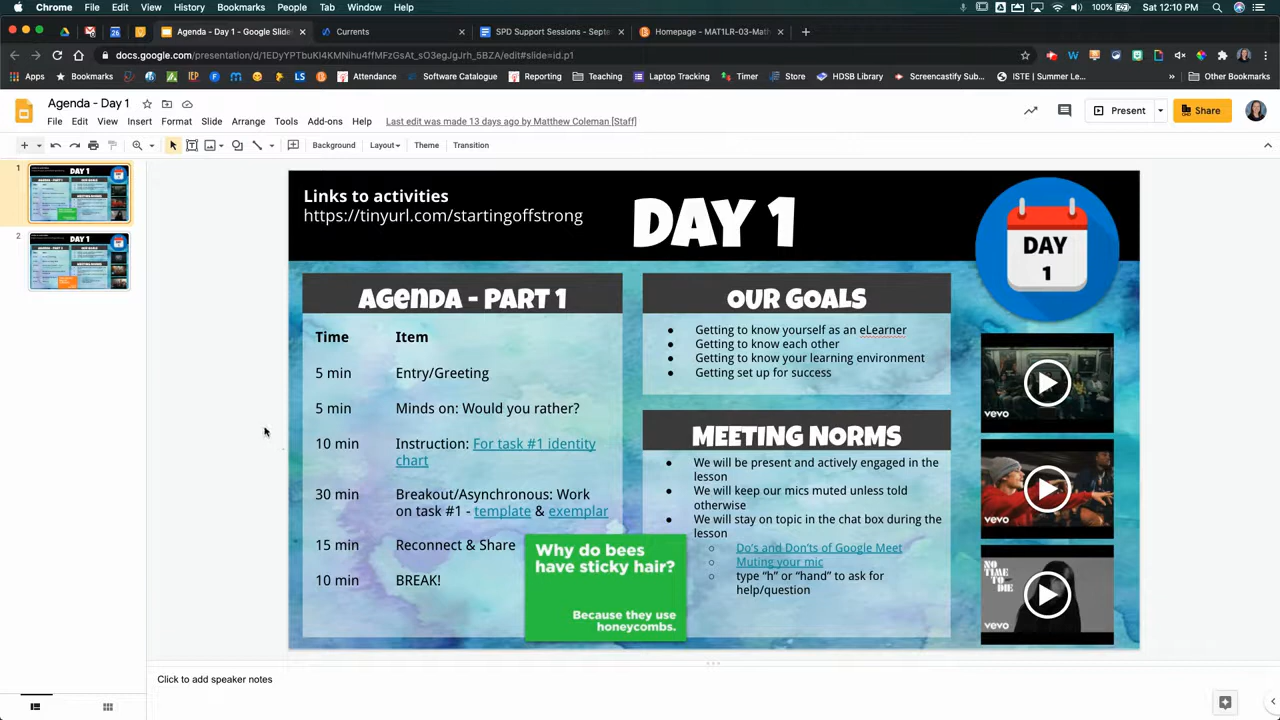 Chrome File Edit View History Bookmarks People Tab Window Help 100% Sat 12:10 PM
Agenda - Day 1 - Google Slide
Currents
SPD Support Sessions - Septe
Homepage - MAT1LR-03-Math
docs.google.com/presentation/d/1EDyYPTbuKI4KMNihu4ffMFzGsAt_sO3egJgJrh_5BZA/edit#slide=id.p1
Apps Bookmarks Attendance Software Catalogue Reporting Teaching Laptop Tracking Timer Store HDSB Library Screencastify Sub... ISTE | Summer Le... » Other Bookmarks
Agenda - Day 1
File Edit View Insert Format Slide Arrange Tools Add-ons Help Last edit was made 13 days ago by Matthew Coleman [Staff]
Present
Share
Background Layout Theme Transition
1
2
Links to activities
https://tinyurl.com/startingoffstrong
DAY 1
DAY
1
Agenda - PART 1
Time Item
5 min Entry/Greeting
5 min Minds on: Would you rather?
10 min Instruction: For task #1 identity
chart
30 min Breakout/Asynchronous: Work
on task #1 - template & exemplar
15 min Reconnect & Share
10 min BREAK!
Why do bees
have sticky hair?
Because they use
honeycombs.
OUR GOALS
● Getting to know yourself as an eLearner
● Getting to know each other
● Getting to know your learning environment
● Getting set up for success
MEETING NORMS
● We will be present and actively engaged in the
lesson
● We will keep our mics muted unless told
otherwise
● We will stay on topic in the chat box during the
lesson
○ Do's and Don'ts of Google Meet
○ Muting your mic
○ type "h" or "hand" to ask for
help/question
vevo
vevo
NO
TIME
TO
DIE
vevo
Click to add speaker notes